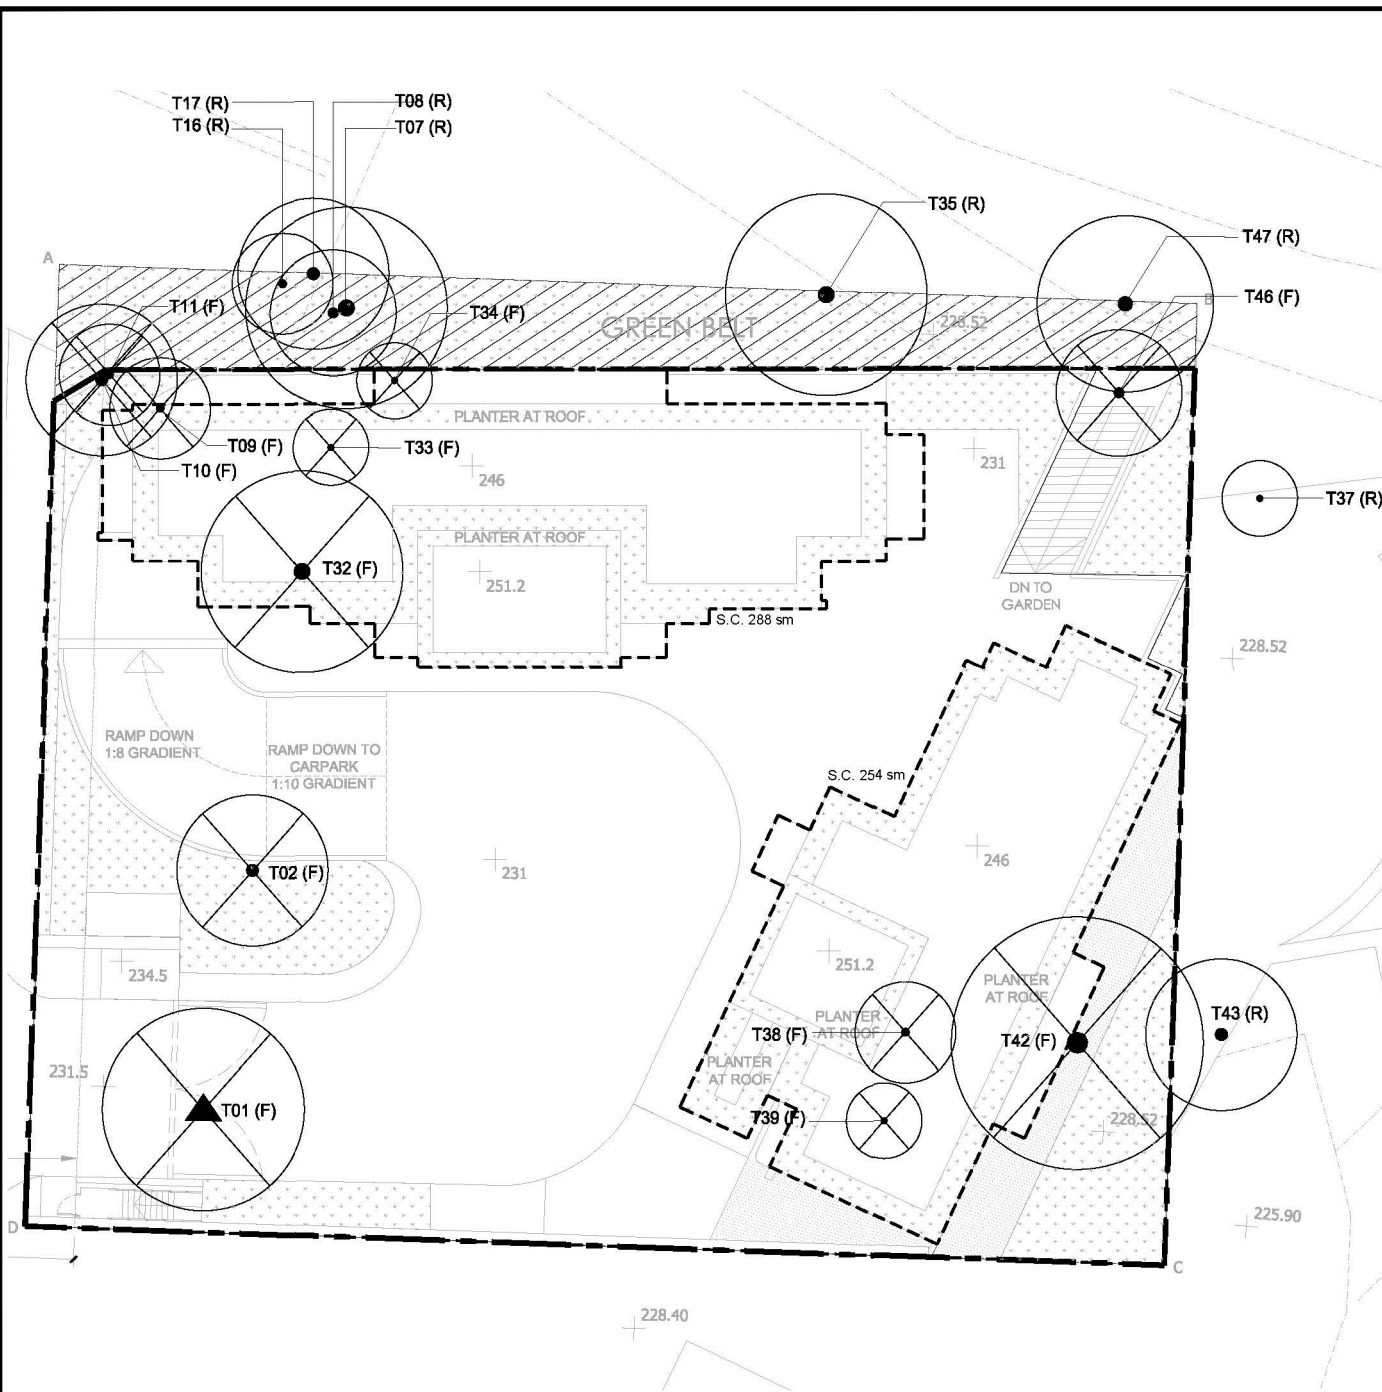 T17 (R)
T08 (R)
T16 (R)
T07 (R)
T35 (R)
T47 (R)
A
T11 (F)
T46 (F)
B
T34 (F)
GREEN BELT
228.52
PLANTER AT ROOF
T09 (F)
T33 (F)
T10 (F)
231
246
T37 (R)
PLANTER AT ROOF
T32 (F)
251.2
DN TO
GARDEN
S.C. 288 sm
228.52
RAMP DOWN
1:8 GRADIENT
RAMP DOWN TO
CARPARK
1:10 GRADIENT
S.C. 254 sm
246
T02 (F)
231
234.5
251.2
PLANTER
AT ROOF
PLANTER
AT ROOF
T38 (F)
T42 (F)
T43 (R)
231.5
PLANTER
AT ROOF
T01 (F)
T39 (F)
228.52
D
225.90
C
228.40